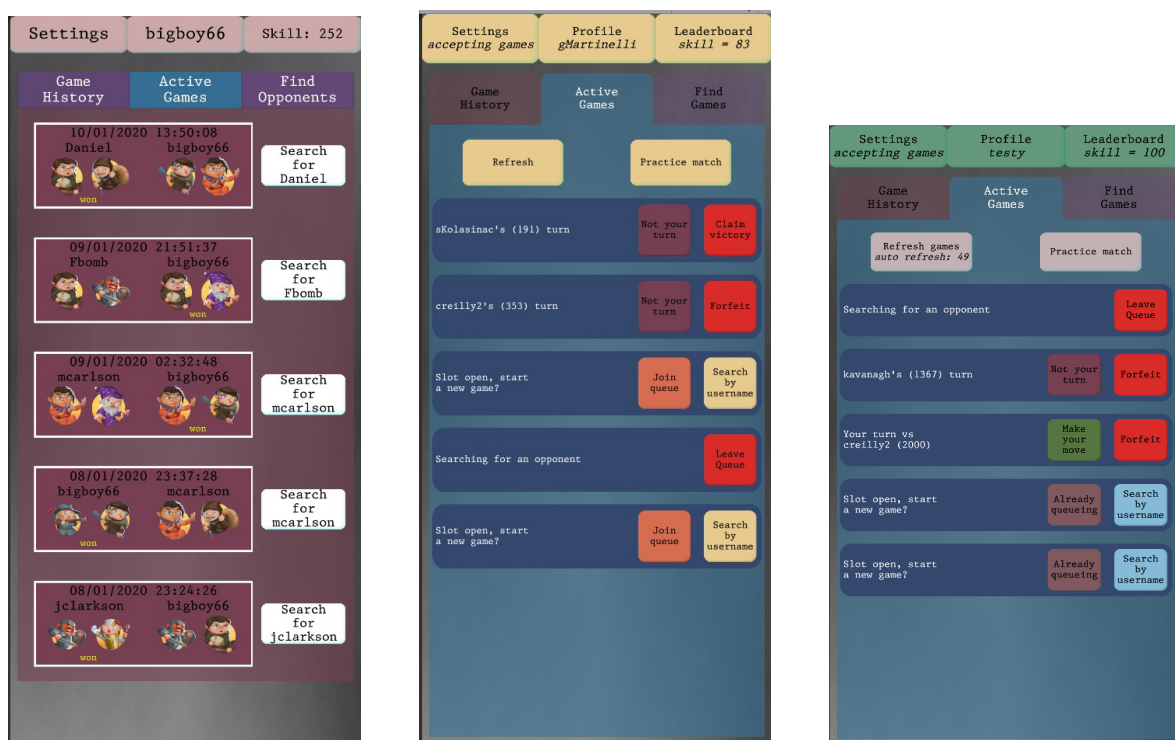 Settings
bigboy66
Skill: 252
Game
History
Active
Games
Find
Opponents
10/01/2020 13:50:08
Daniel
bigboy66
won
Search
for
Daniel
09/01/2020 21:51:37
Fbomb
bigboy66
won
Search
for
Fbomb
09/01/2020 02:32:48
mcarlson
bigboy66
won
Search
for
mcarlson
08/01/2020 23:37:28
bigboy66
mcarlson
won
Search
for
mcarlson
08/01/2020 23:24:26
jclarkson
bigboy66
won
Search
for
jclarkson
Settings
accepting games
Profile
gMartinelli
Leaderboard
skill = 83
Game
History
Active
Games
Find
Games
Refresh
Practice match
sKolasinac's (191) turn
Not your
turn
Claim
victory
creilly2's (353) turn
Not your
turn
Forfeit
Slot open, start
a new game?
Join
queue
Search
by
username
Searching for an opponent
Leave
Queue
Slot open, start
a new game?
Join
queue
Search
by
username
Settings
accepting games
Profile
testy
Leaderboard
skill = 100
Game
History
Active
Games
Find
Games
Refresh games
auto refresh: 49
Practice match
Searching for an opponent
Leave
Queue
kavanagh's (1367) turn
Not your
turn
Forfeit
Your turn vs
creilly2 (2000)
Make
your
move
Forfeit
Slot open, start
a new game?
Already
queueing
Search
by
username
Slot open, start
a new game?
Already
queueing
Search
by
username